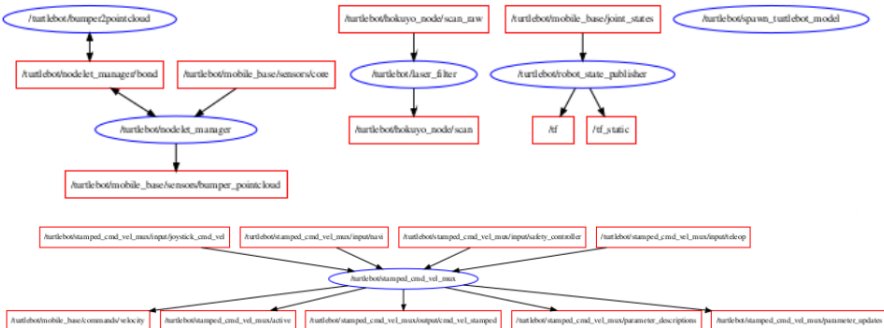 /turtlebot/bumper2pointcloud
/turtlebot/hokuyo_node/scan_raw
/turtlebot/mobile_base/joint_states
/turtlebot/spawn_turtlebot_model
/turtlebot/nodelet_manager/bond
/turtlebot/mobile_base/sensors/core
/turtlebot/laser_filter
/turtlebot/robot_state_publisher
/turtlebot/nodelet_manager
/turtlebot/hokuyo_node/scan
/tf
/tf_static
/turtlebot/mobile_base/sensors/bumper_pointcloud
/turtlebot/stamped_cmd_vel_mux/input/joystick_cmd_vel
/turtlebot/stamped_cmd_vel_mux/input/navi
/turtlebot/stamped_cmd_vel_mux/input/safety_controller
/turtlebot/stamped_cmd_vel_mux/input/teleop
/turtlebot/stamped_cmd_vel_mux
/turtlebot/mobile_base/commands/velocity
/turtlebot/stamped_cmd_vel_mux/active
/turtlebot/stamped_cmd_vel_mux/output/cmd_vel_stamped
/turtlebot/stamped_cmd_vel_mux/parameter_descriptions
/turtlebot/stamped_cmd_vel_mux/parameter_updates